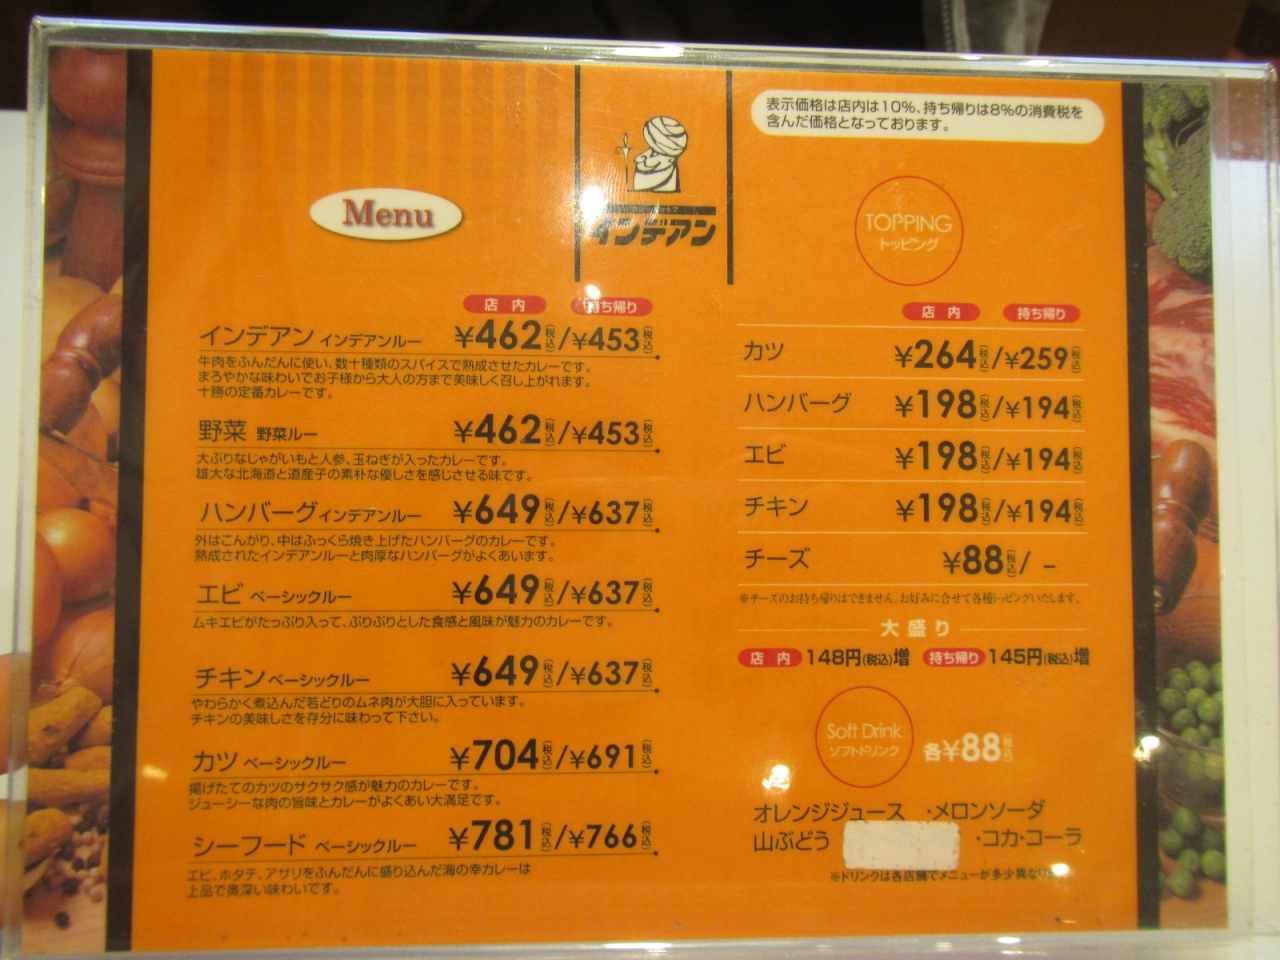 表示価格は店内は10%、持ち帰りは8%の消費税を
含んだ価格となっております。
Menu
インデアン
店内 持ち帰り
インデアン インデアンルー ¥462(税込)/¥453(税込)
牛肉をふんだんに使い、数十種類のスパイスで熟成させたカレーです。
まろやかな味わいでお子様から大人の方まで美味しく召し上がれます。
十勝の定番カレーです。
野菜 野菜ルー ¥462(税込)/¥453(税込)
大ぶりなじゃがいもと人参、玉ねぎが入ったカレーです。
雄大な北海道と道産子の素朴な優しさを感じさせる味です。
ハンバーグ インデアンルー ¥649(税込)/¥637(税込)
外はこんがり、中はふっくら焼き上げたハンバーグのカレーです。
熟成されたインデアンルーと肉厚なハンバーグがよくあいます。
エビ ベーシックルー ¥649(税込)/¥637(税込)
ムキエビがたっぷり入って、ぷりぷりとした食感と風味が魅力のカレーです。
チキン ベーシックルー ¥649(税込)/¥637(税込)
やわらかく煮込んだ若どりのムネ肉が大胆に入っています。
チキンの美味しさを存分に味わって下さい。
カツ ベーシックルー ¥704(税込)/¥691(税込)
揚げたてのカツのサクサク感が魅力のカレーです。
ジューシーな肉の旨味とカレーがよくあい大満足です。
シーフード ベーシックルー ¥781(税込)/¥766(税込)
エビ、ホタテ、アサリをふんだんに盛り込んだ海の幸カレーは
上品で奥深い味わいです。
TOPPING
トッピング
店内 持ち帰り
カツ ¥264(税込)/¥259(税込)
ハンバーグ ¥198(税込)/¥194(税込)
エビ ¥198(税込)/¥194(税込)
チキン ¥198(税込)/¥194(税込)
チーズ ¥88(税込)/ −
※チーズのお持ち帰りはできません。お好みに合せて各種トッピングいたします。
大盛り
店内 148円(税込)増 持ち帰り 145円(税込)増
Soft Drink
ソフトドリンク
各¥88(税込)
オレンジジュース ・メロンソーダ
山ぶどう ・コカ・コーラ
※ドリンクは各店舗でメニューが多少異なり